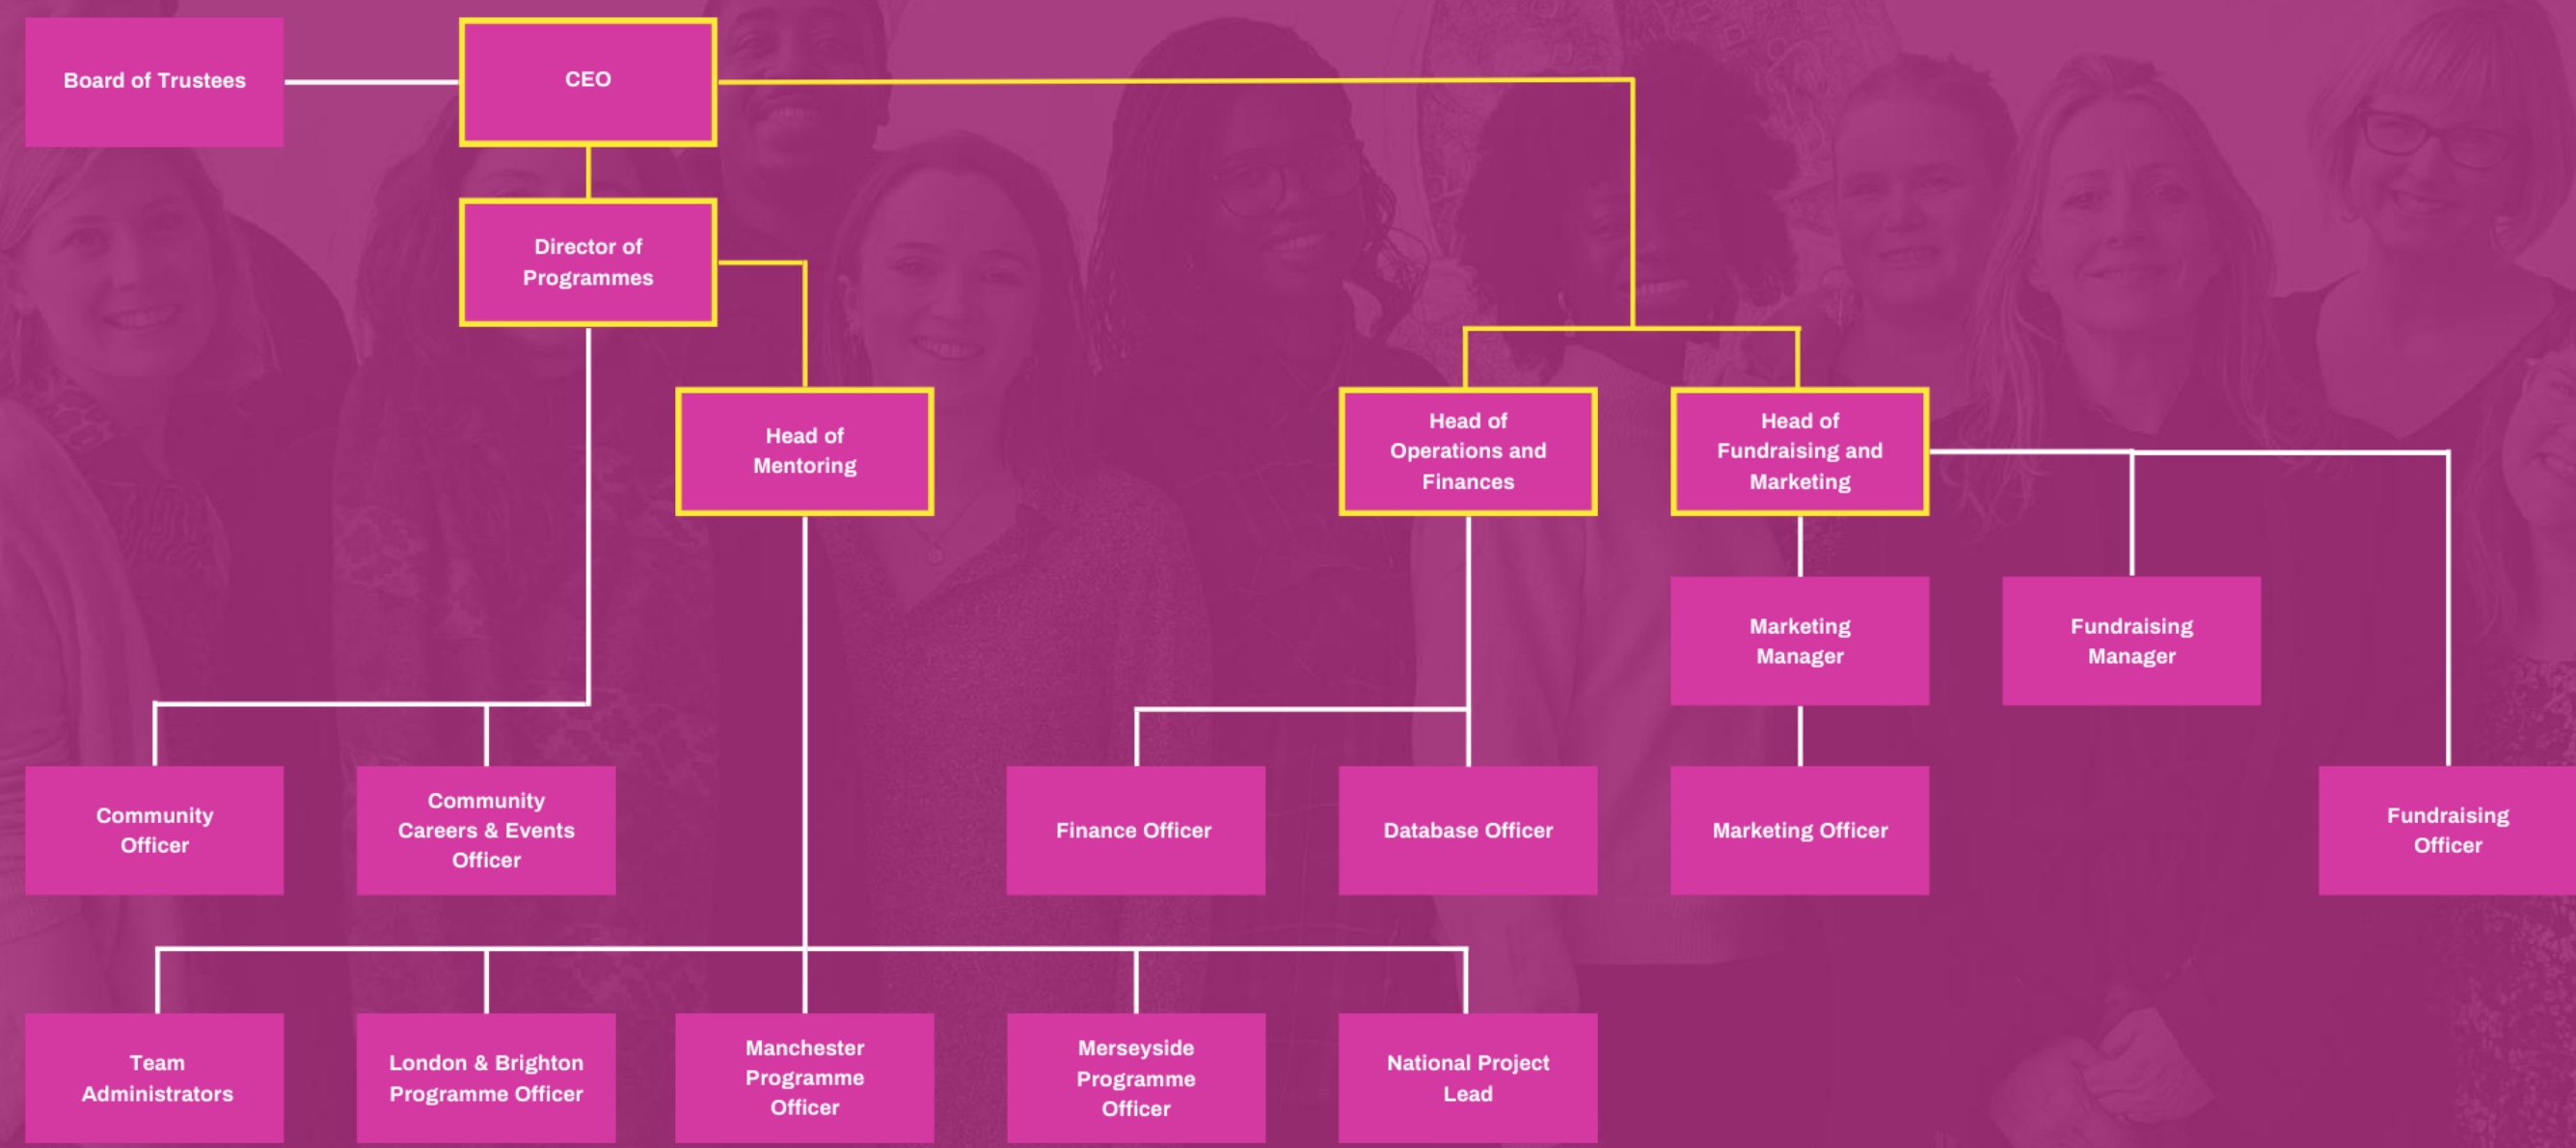 Board of Trustees
CEO
Director of
Programmes
Head of
Mentoring
Head of
Operations and
Finances
Head of
Fundraising and
Marketing
Marketing
Manager
Fundraising
Manager
Community
Officer
Community
Careers & Events
Officer
Finance Officer
Database Officer
Marketing Officer
Fundraising
Officer
Team
Administrators
London & Brighton
Programme Officer
Manchester
Programme
Officer
Merseyside
Programme
Officer
National Project
Lead